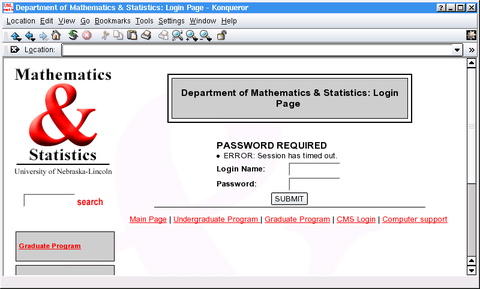 Department of Mathematics & Statistics: Login Page - Konqueror
Location Edit View Go Bookmarks Tools Settings Window Help
Location:
Mathematics
&
Statistics
University of Nebraska-Lincoln
search
Graduate Program
Department of Mathematics & Statistics: Login
Page
PASSWORD REQUIRED
• ERROR: Session has timed out.
Login Name:
Password:
SUBMIT
Main Page | Undergraduate Program | Graduate Program | CMS Login | Computer support